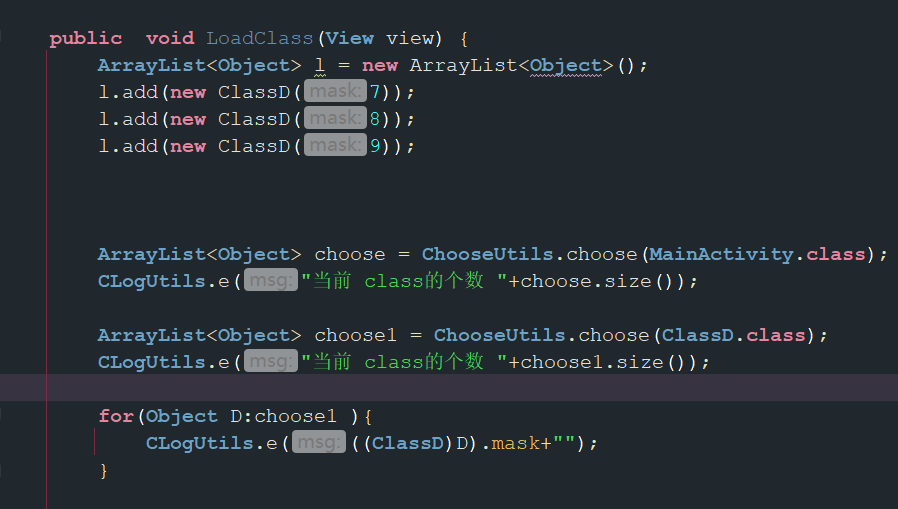 public  void LoadClass(View view) {
ArrayList<Object> l = new ArrayList<Object>();
l.add(new ClassD( mask: 7));
l.add(new ClassD( mask: 8));
l.add(new ClassD( mask: 9));
ArrayList<Object> choose = ChooseUtils.choose(MainActivity.class);
CLogUtils.e( msg: "当前 class的个数 "+choose.size());
ArrayList<Object> choose1 = ChooseUtils.choose(ClassD.class);
CLogUtils.e( msg: "当前 class的个数 "+choose1.size());
for(Object D:choose1 ){
CLogUtils.e( msg: ((ClassD)D).mask+"");
}